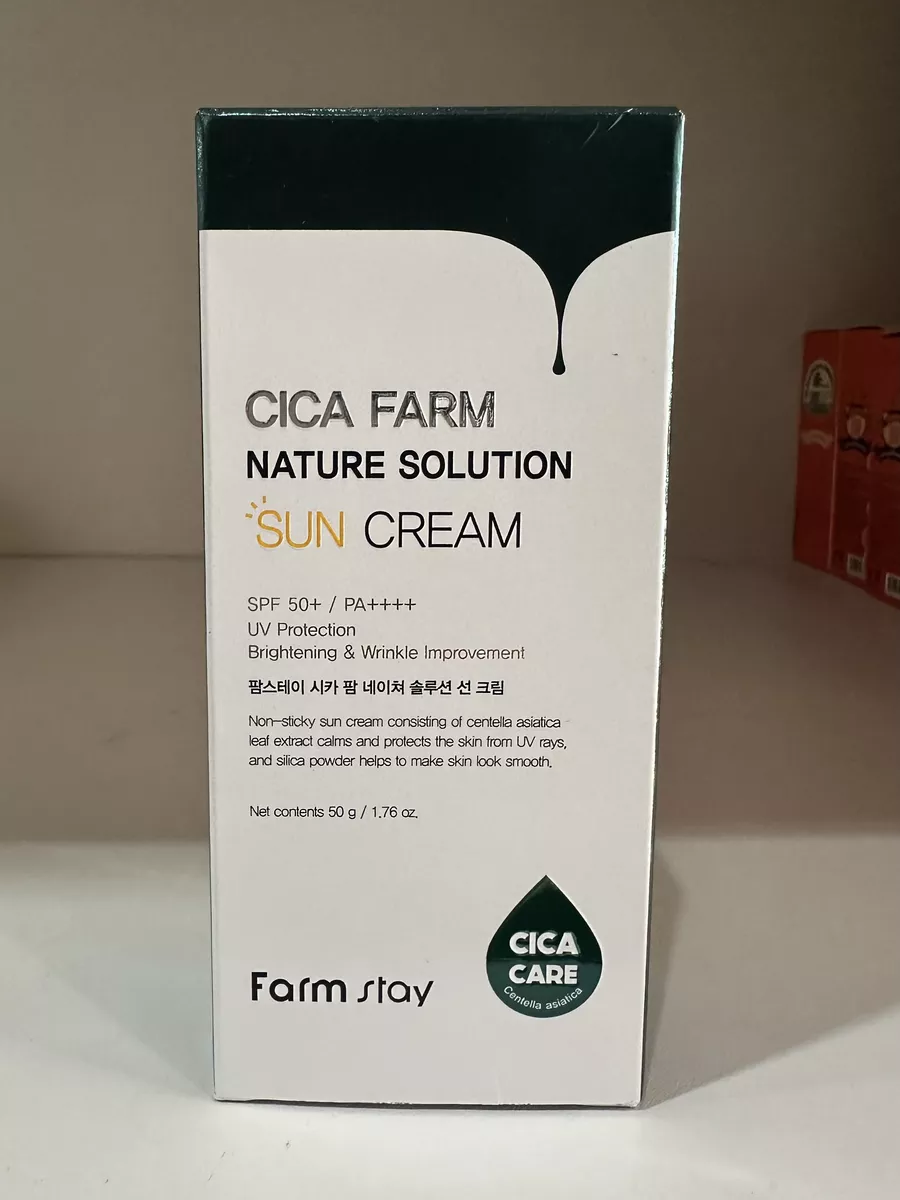 CICA FARM
NATURE SOLUTION
SUN CREAM
SPF 50+ / PA++++
UV Protection
Brightening & Wrinkle Improvement
팜스테이 시카 팜 네이쳐 솔루션 선 크림
Non-sticky sun cream consisting of centella asiatica
leaf extract calms and protects the skin from UV rays,
and silica powder helps to make skin look smooth.
Net contents 50 g / 1.76 oz.
CICA
CARE
Centella asiatica
Farm stay